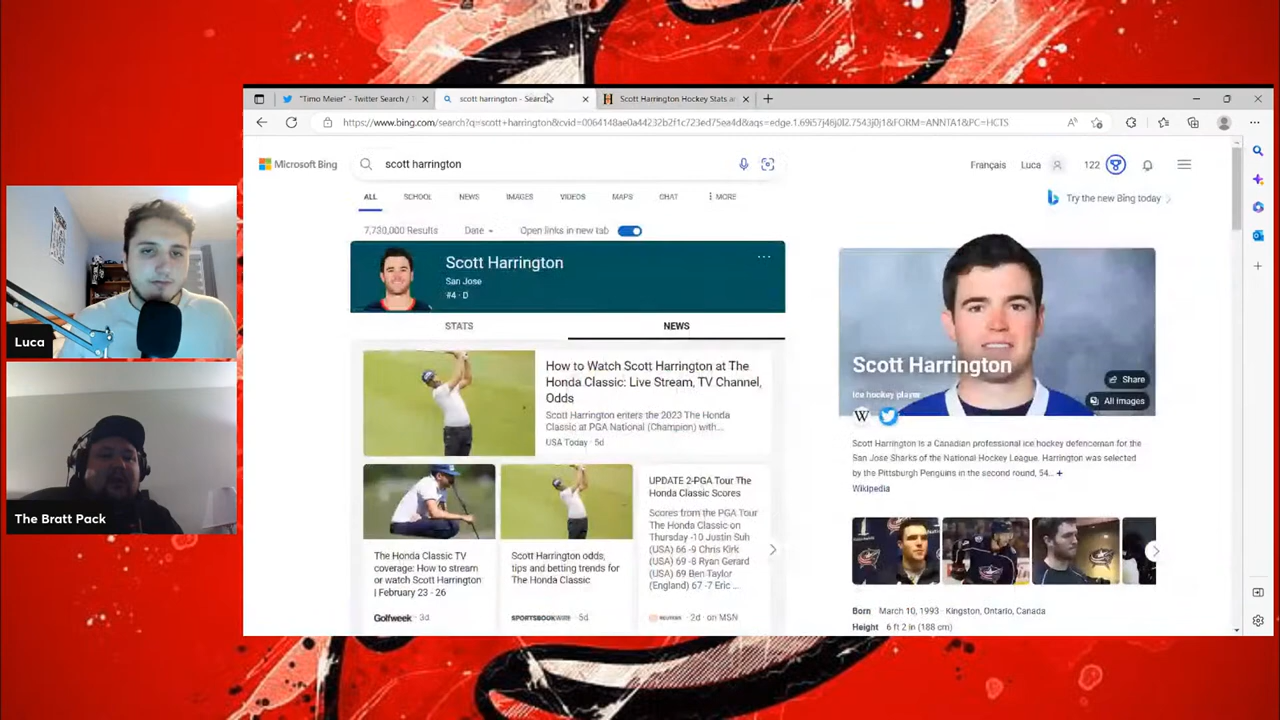 "Timo Meier" - Twitter Search /
scott harrington - Search
Scott Harrington Hockey Stats an
https://www.bing.com/search?q=scott+harrington&cvid=0064148ae0a44232b2f1c723ed75ea4d&aqs=edge.1.69i57j46j0l2.7543j0j1&FORM=ANNTA1&PC=HCTS
Microsoft Bing
scott harrington
Français
Luca
122
ALL
SCHOOL
NEWS
IMAGES
VIDEOS
MAPS
CHAT
MORE
Try the new Bing today
7,730,000 Results
Date
Open links in new tab
Scott Harrington
San Jose
#4 · D
STATS
NEWS
How to Watch Scott Harrington at The
Honda Classic: Live Stream, TV Channel,
Odds
Scott Harrington enters the 2023 The Honda
Classic at PGA National (Champion) with...
USA Today · 5d
The Honda Classic TV
coverage: How to stream
or watch Scott Harrington
| February 23 - 26
Golfweek · 3d
Scott Harrington odds,
tips and betting trends for
The Honda Classic
SPORTSBOOKWIRE · 5d
UPDATE 2-PGA Tour The
Honda Classic Scores
Scores from the PGA Tour
The Honda Classic on
Thursday -10 Justin Suh
(USA) 66 -9 Chris Kirk
(USA) 69 -8 Ryan Gerard
(USA) 69 Ben Taylor
(England) 67 -7 Eric ...
2d · on MSN
Scott Harrington
Ice hockey player
Share
All images
W
Scott Harrington is a Canadian professional ice hockey defenceman for the
San Jose Sharks of the National Hockey League. Harrington was selected
by the Pittsburgh Penguins in the second round, 54... +
Wikipedia
Born March 10, 1993 · Kingston, Ontario, Canada
Height 6 ft 2 in (188 cm)
Luca
The Bratt Pack